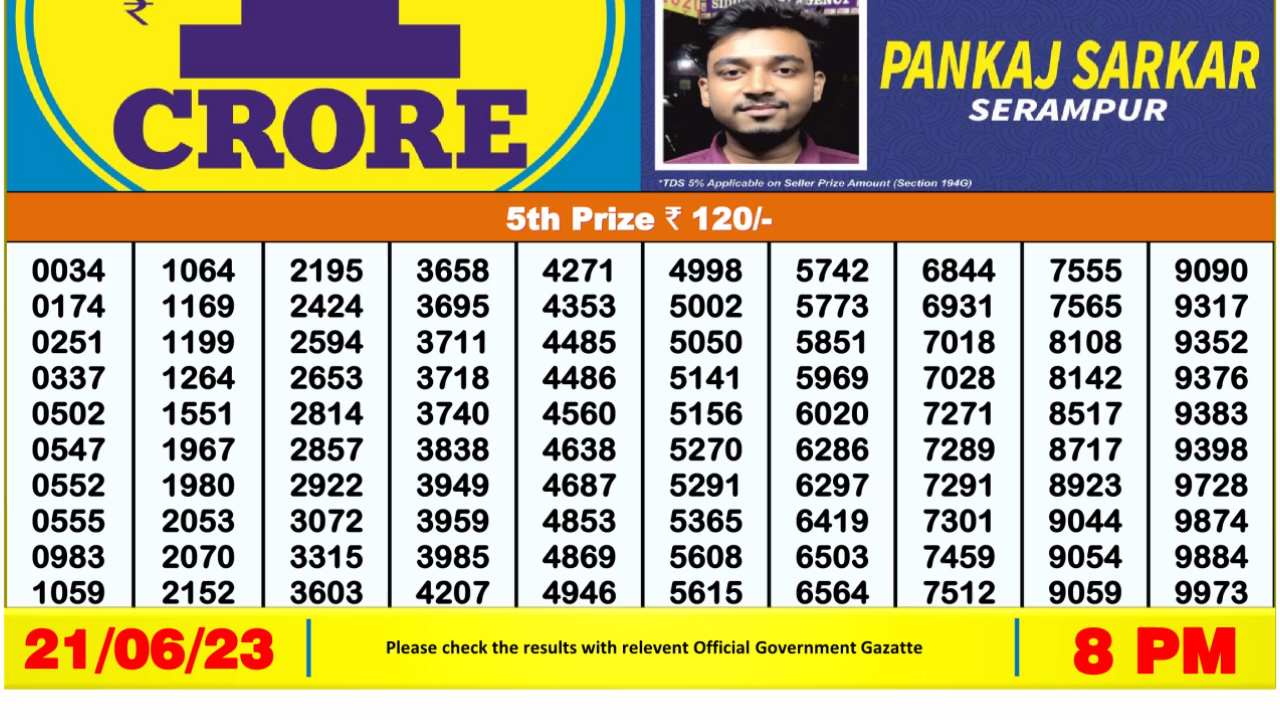 ₹ 1
CRORE
PANKAJ SARKAR
SERAMPUR
*TDS 5% Applicable on Seller Prize Amount (Section 194G)
5th Prize ₹ 120/-
0034 1064 2195 3658 4271 4998 5742 6844 7555 9090
0174 1169 2424 3695 4353 5002 5773 6931 7565 9317
0251 1199 2594 3711 4485 5050 5851 7018 8108 9352
0337 1264 2653 3718 4486 5141 5969 7028 8142 9376
0502 1551 2814 3740 4560 5156 6020 7271 8517 9383
0547 1967 2857 3838 4638 5270 6286 7289 8717 9398
0552 1980 2922 3949 4687 5291 6297 7291 8923 9728
0555 2053 3072 3959 4853 5365 6419 7301 9044 9874
0983 2070 3315 3985 4869 5608 6503 7459 9054 9884
1059 2152 3603 4207 4946 5615 6564 7512 9059 9973
21/06/23
Please check the results with relevent Official Government Gazatte
8 PM